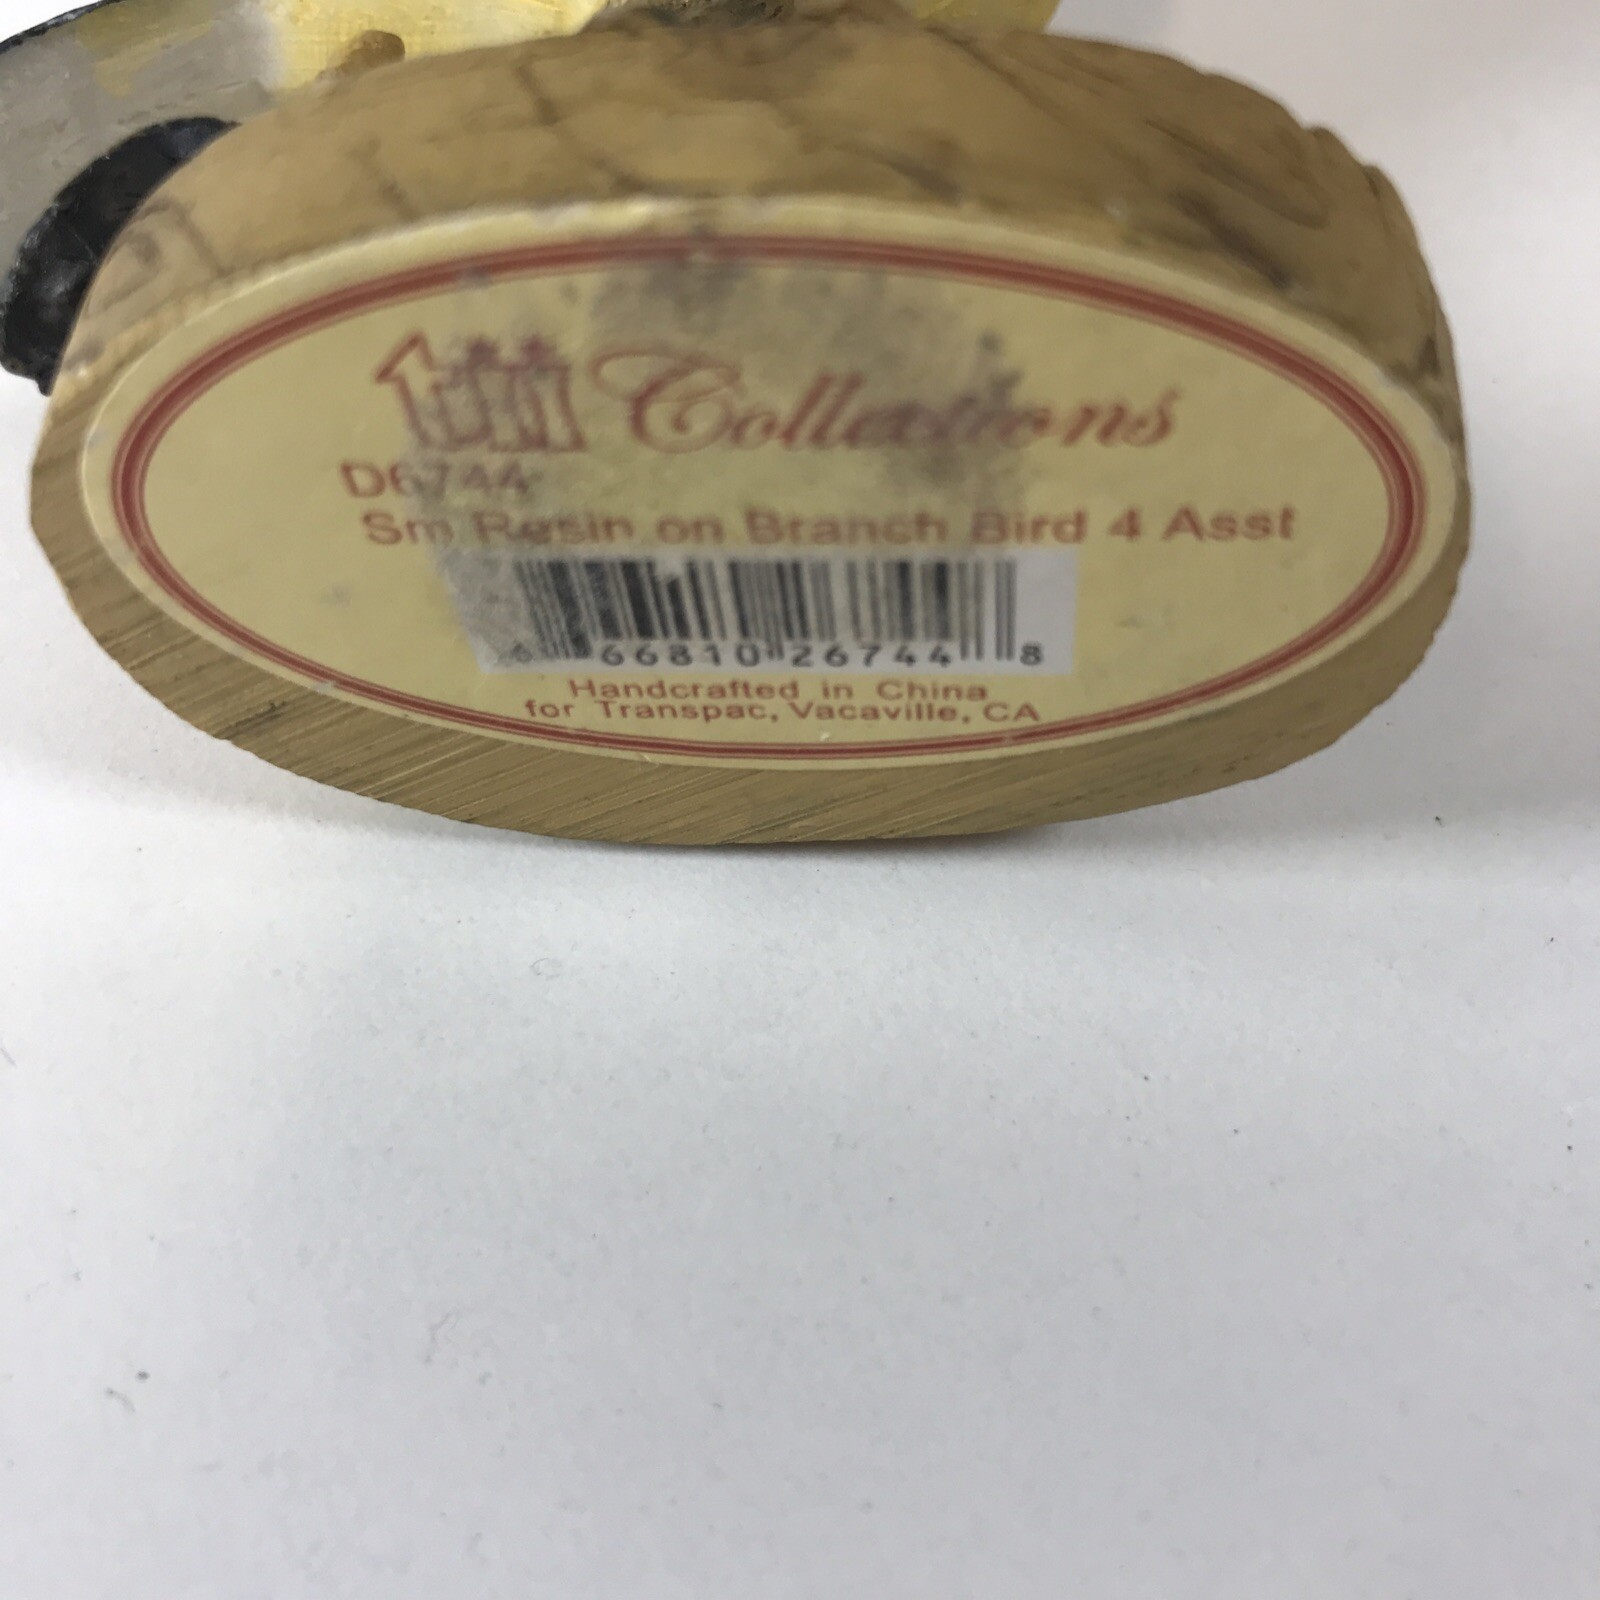 Collections
D6744
Sm Resin on Branch Bird 4 Asst
66810 26744 8
Handcrafted in China
for Transpac, Vacaville, CA